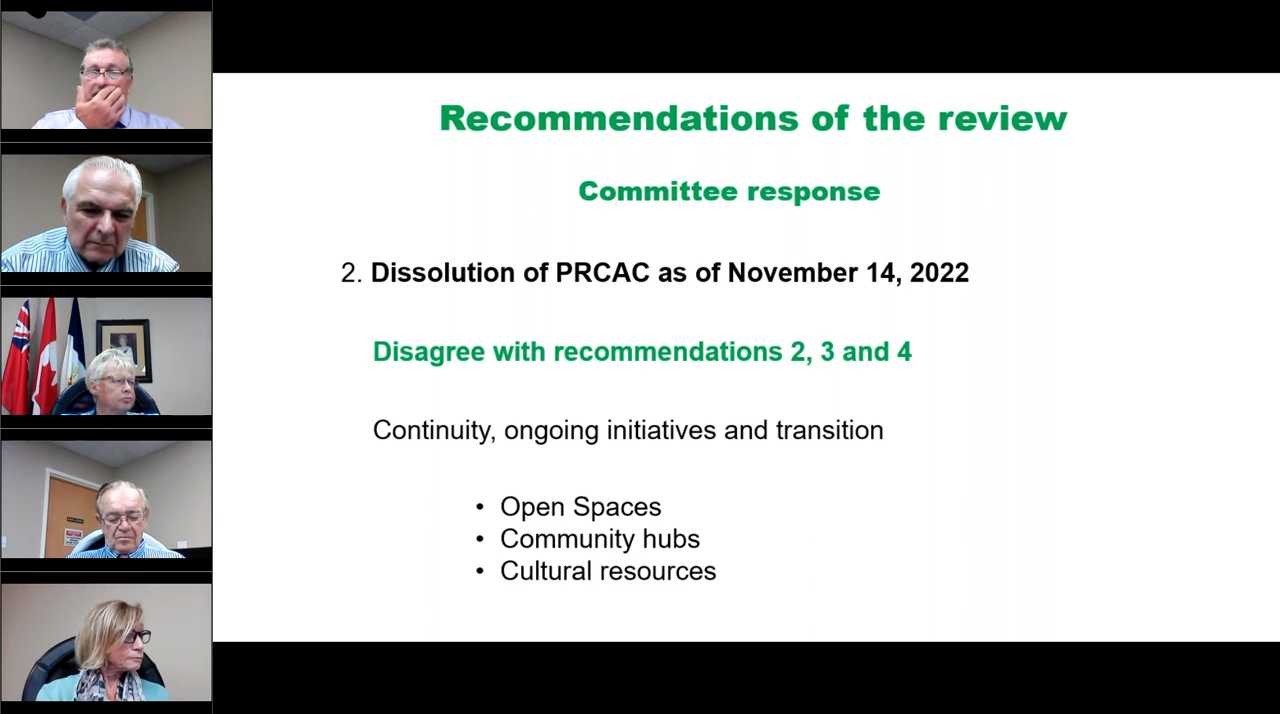 Recommendations of the review
Committee response
2. Dissolution of PRCAC as of November 14, 2022
Disagree with recommendations 2, 3 and 4
Continuity, ongoing initiatives and transition
• Open Spaces
• Community hubs
• Cultural resources